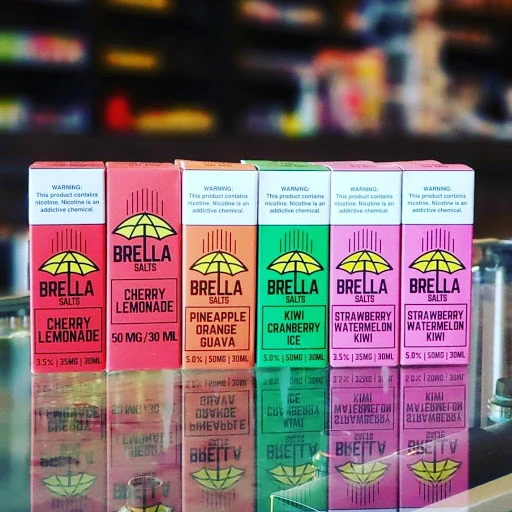 WARNING:
This product contains
nicotine. Nicotine is an
addictive chemical.
BRELLA
SALTS
CHERRY
LEMONADE
3.5% | 35MG | 30ML
BRELLA
SALTS
CHERRY
LEMONADE
50 MG/30 ML
WARNING:
This product contains
nicotine. Nicotine is an
addictive chemical.
BRELLA
SALTS
PINEAPPLE
ORANGE
GUAVA
5.0% | 50MG | 30ML
WARNING:
This product contains
nicotine. Nicotine is an
addictive chemical.
BRELLA
SALTS
KIWI
CRANBERRY
ICE
5.0% | 50MG | 30ML
WARNING:
This product contains
nicotine. Nicotine is an
addictive chemical.
BRELLA
SALTS
STRAWBERRY
WATERMELON
KIWI
3.5% | 35MG | 30ML
WARNING:
This product contains
nicotine. Nicotine is an
addictive chemical.
BRELLA
SALTS
STRAWBERRY
WATERMELON
KIWI
5.0% | 50MG | 30ML